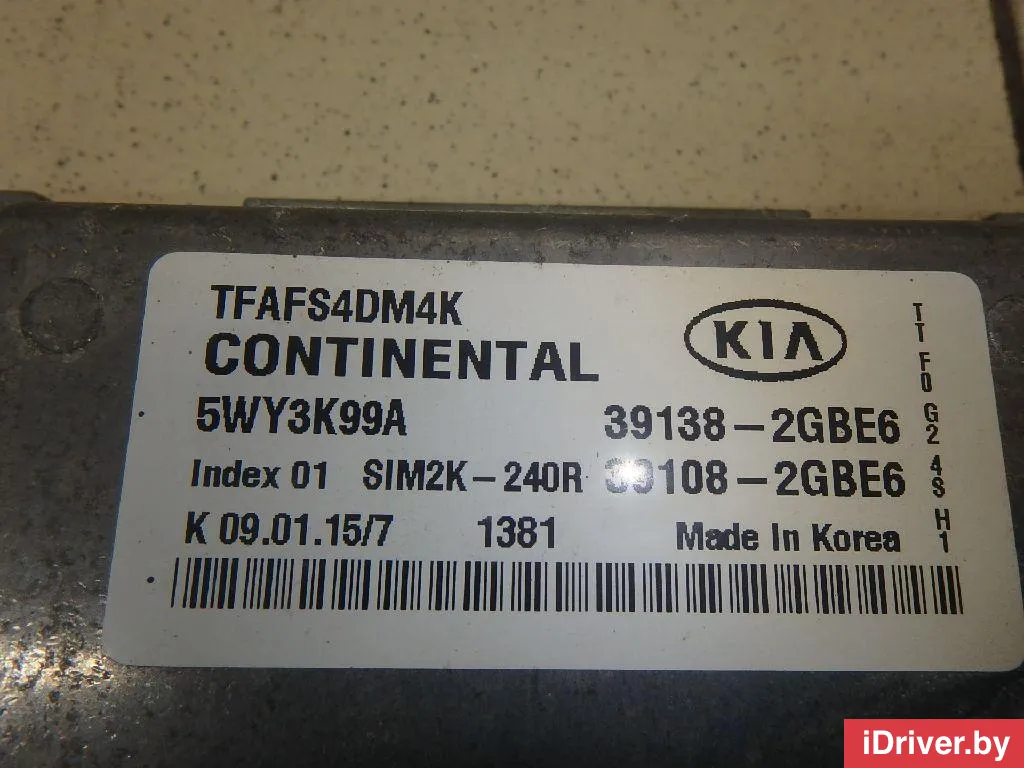 TFAFS4DM4K
CONTINENTAL
KIA
5WY3K99A 39138-2GBE6
Index 01 SIM2K-240R 39108-2GBE6
K 09.01.15/7 1381 Made In Korea
TT F0 G2 4S H1
iDriver.by